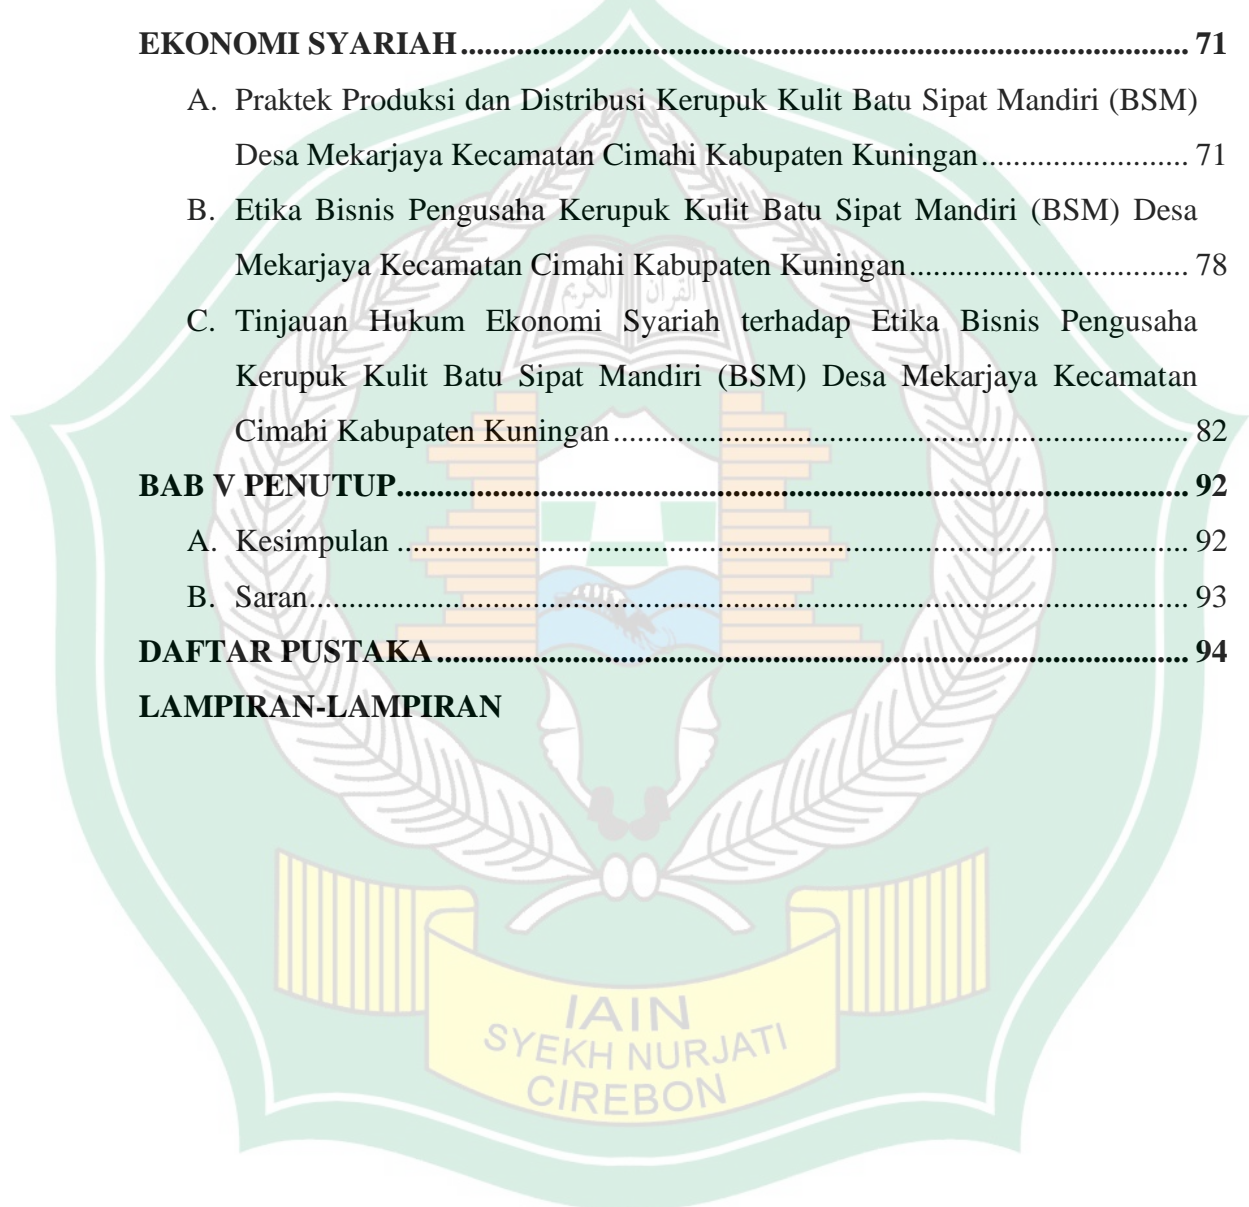 EKONOMI SYARIAH.......................................................................................... 71
A. Praktek Produksi dan Distribusi Kerupuk Kulit Batu Sipat Mandiri (BSM)
Desa Mekarjaya Kecamatan Cimahi Kabupaten Kuningan.......................... 71
B. Etika Bisnis Pengusaha Kerupuk Kulit Batu Sipat Mandiri (BSM) Desa
Mekarjaya Kecamatan Cimahi Kabupaten Kuningan................................... 78
C. Tinjauan Hukum Ekonomi Syariah terhadap Etika Bisnis Pengusaha
Kerupuk Kulit Batu Sipat Mandiri (BSM) Desa Mekarjaya Kecamatan
Cimahi Kabupaten Kuningan........................................................................ 82
BAB V PENUTUP.................................................................................................. 92
A. Kesimpulan ................................................................................................... 92
B. Saran.............................................................................................................. 93
DAFTAR PUSTAKA............................................................................................. 94
LAMPIRAN-LAMPIRAN
القرآن الكريم
IAIN
SYEKH NURJATI
CIREBON